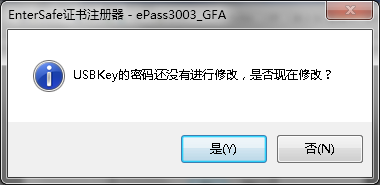 EnterSafe证书注册器 - ePass3003_GFA
USBKey的密码还没有进行修改，是否现在修改？
是(Y)
否(N)